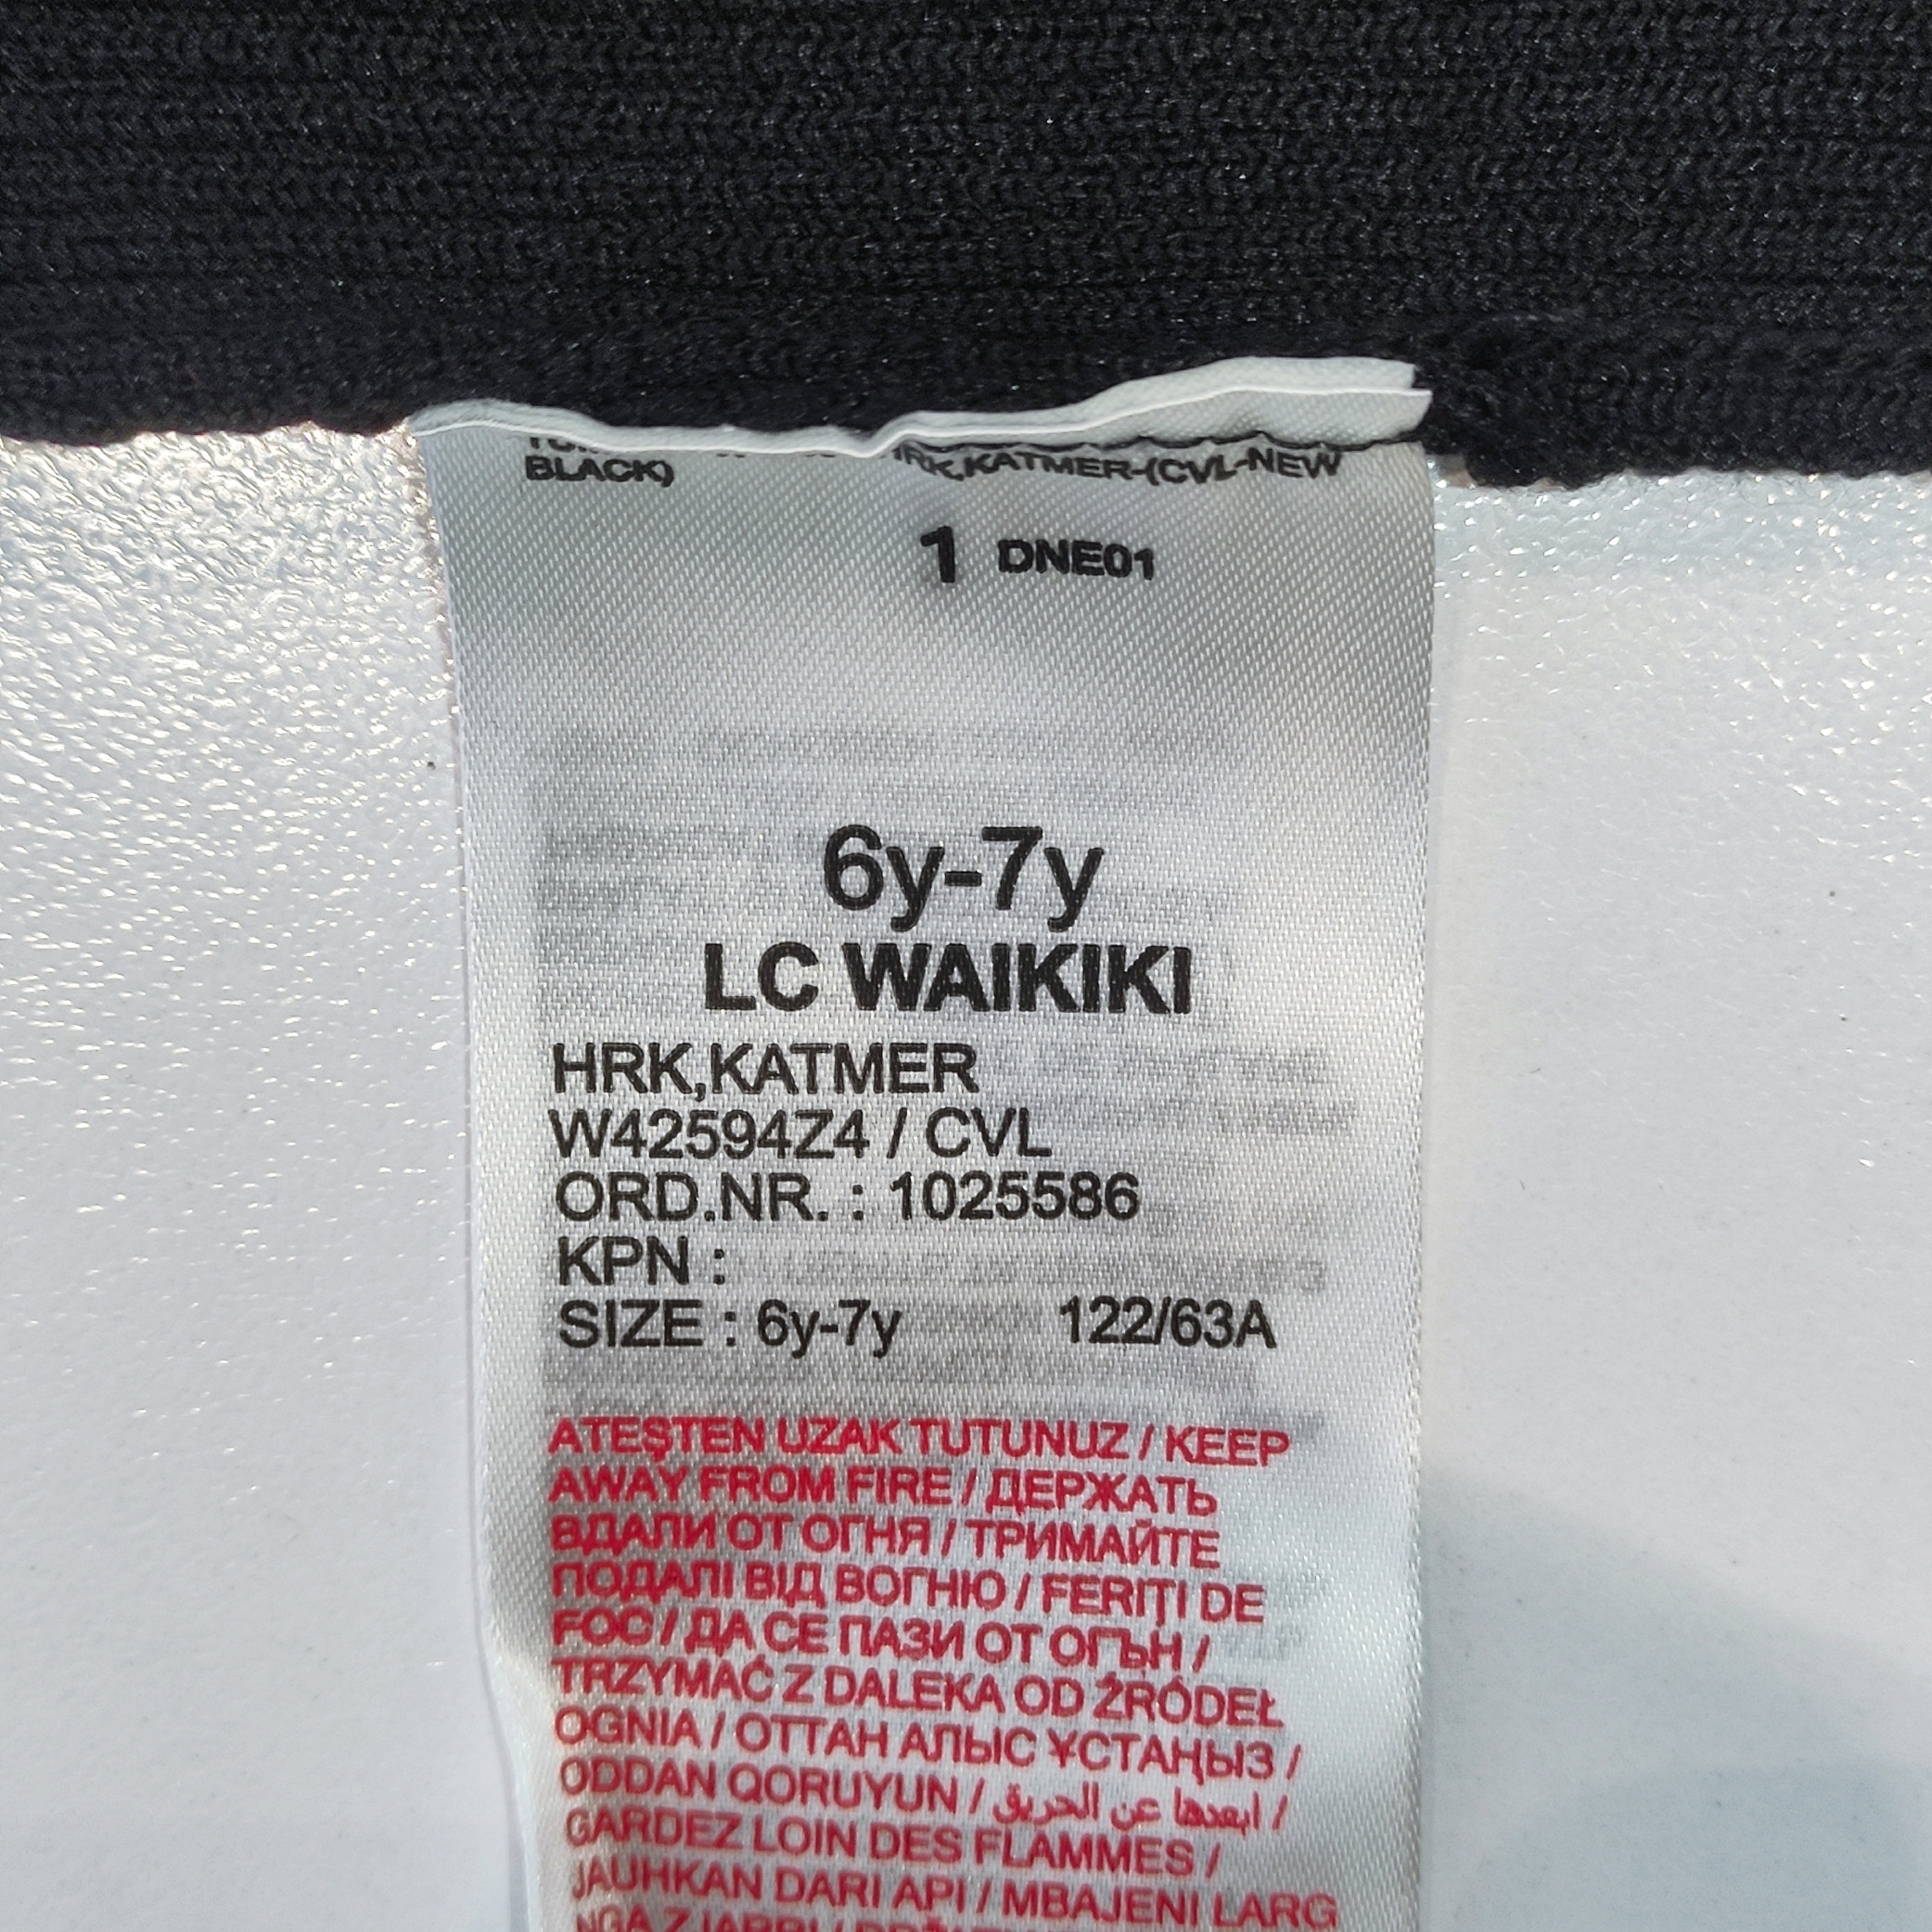 BLACK) HRK,KATMER-(CVL-NEW
1 DNE01
6y-7y
LC WAIKIKI
HRK,KATMER
W42594Z4 / CVL
ORD.NR. : 1025586
KPN :
SIZE : 6y-7y 122/63A
ATEŞTEN UZAK TUTUNUZ / KEEP
AWAY FROM FIRE / ДЕРЖАТЬ
ВДАЛИ ОТ ОГНЯ / ТРИМАЙТЕ
ПОДАЛІ ВІД ВОГНЮ / FERIȚI DE
FOC / ДА СЕ ПАЗИ ОТ ОГЪН /
TRZYMAĆ Z DALEKA OD ŹRÓDEŁ
OGNIA / ОТТАН АЛЫС ҰСТАҢЫЗ /
ODDAN QORUYUN / ابعدها عن الحريق /
GARDEZ LOIN DES FLAMMES /
JAUHKAN DARI API / MBAJENI LARG
NGA ZJARRI /